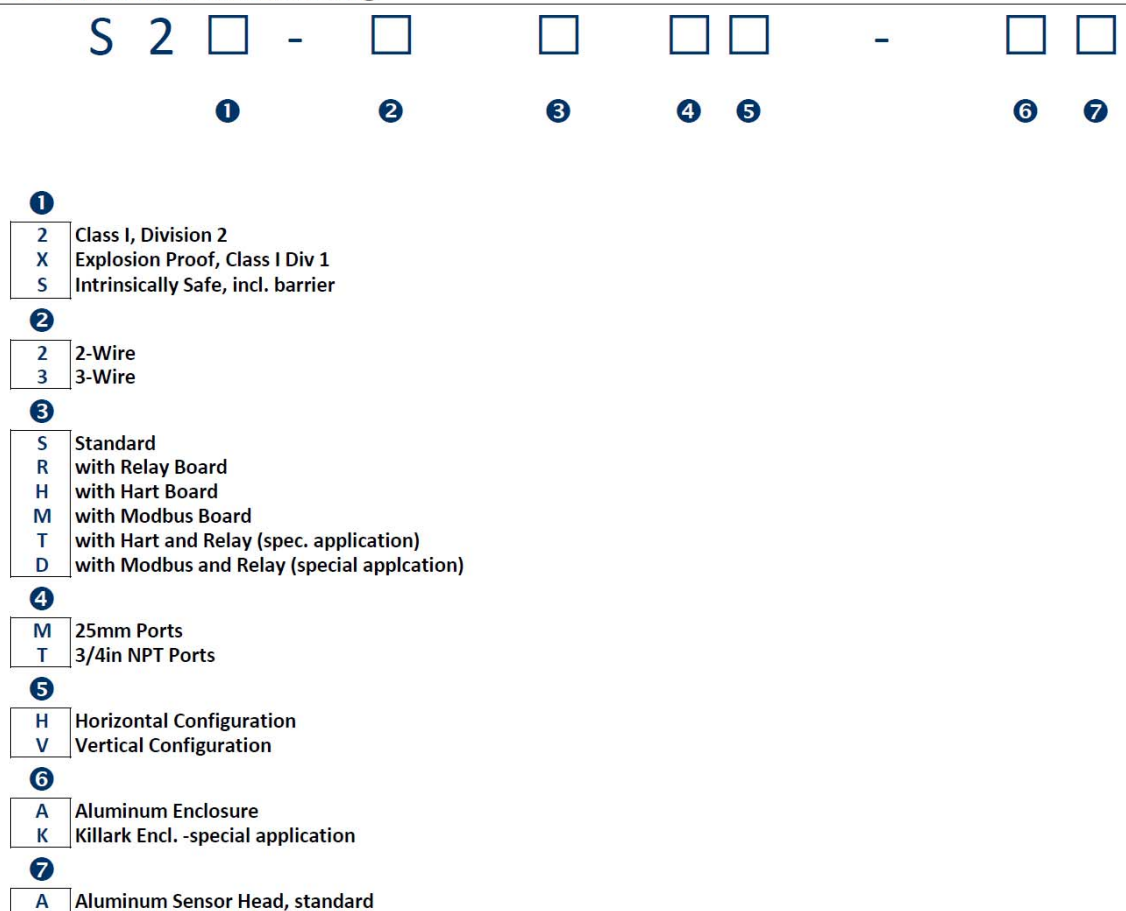 S 2 □ - □ □ □ □ - □ □
❶ ❷ ❸ ❹ ❺ ❻ ❼
❶
2 Class I, Division 2
X Explosion Proof, Class I Div 1
S Intrinsically Safe, incl. barrier
❷
2 2-Wire
3 3-Wire
❸
S Standard
R with Relay Board
H with Hart Board
M with Modbus Board
T with Hart and Relay (spec. application)
D with Modbus and Relay (special applcation)
❹
M 25mm Ports
T 3/4in NPT Ports
❺
H Horizontal Configuration
V Vertical Configuration
❻
A Aluminum Enclosure
K Killark Encl. -special application
❼
A Aluminum Sensor Head, standard